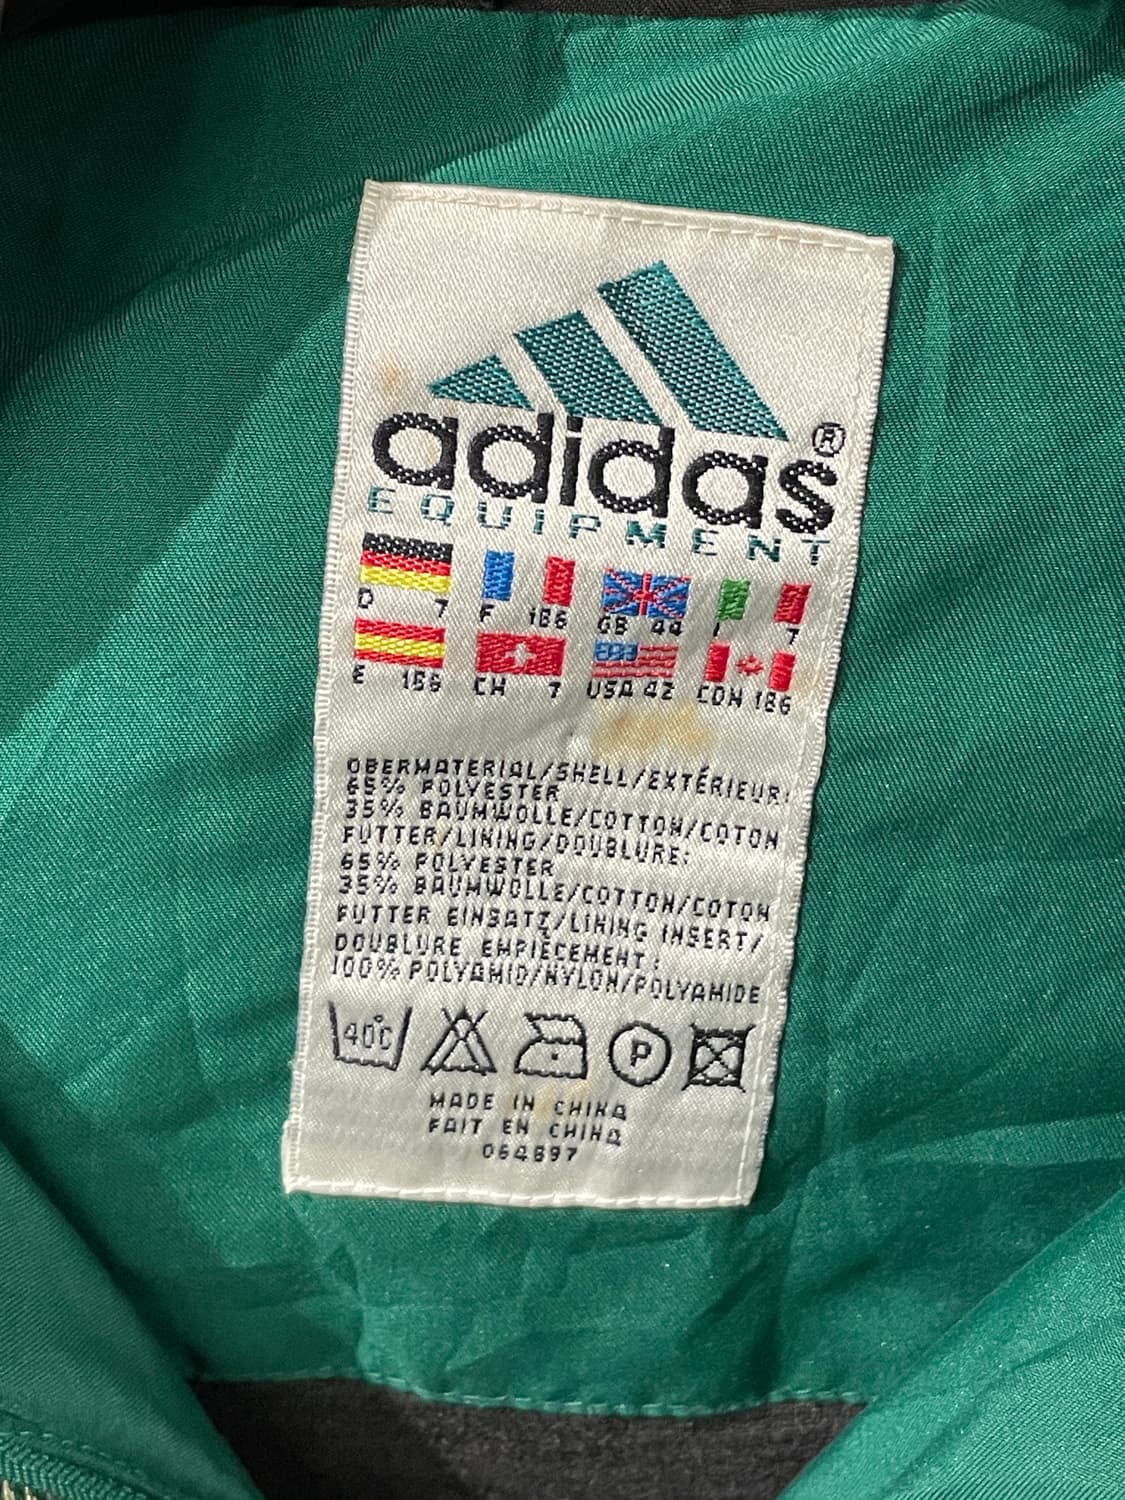 adidas®
EQUIPMENT
D 7 F 186 GB 44 I 7
E 186 CH 7 USA 42 CDN 186
OBERMATERIAL/SHELL/EXTÉRIEUR:
65% POLYESTER
35% BAUMWOLLE/COTTON/COTON
FUTTER/LINING/DOUBLURE:
65% POLYESTER
35% BAUMWOLLE/COTTON/COTON
FUTTER EINSATZ/LINING INSERT/
DOUBLURE EMPIÈCEMENT:
100% POLYAMID/NYLON/POLYAMIDE
40°C P
MADE IN CHINA
FAIT EN CHINA